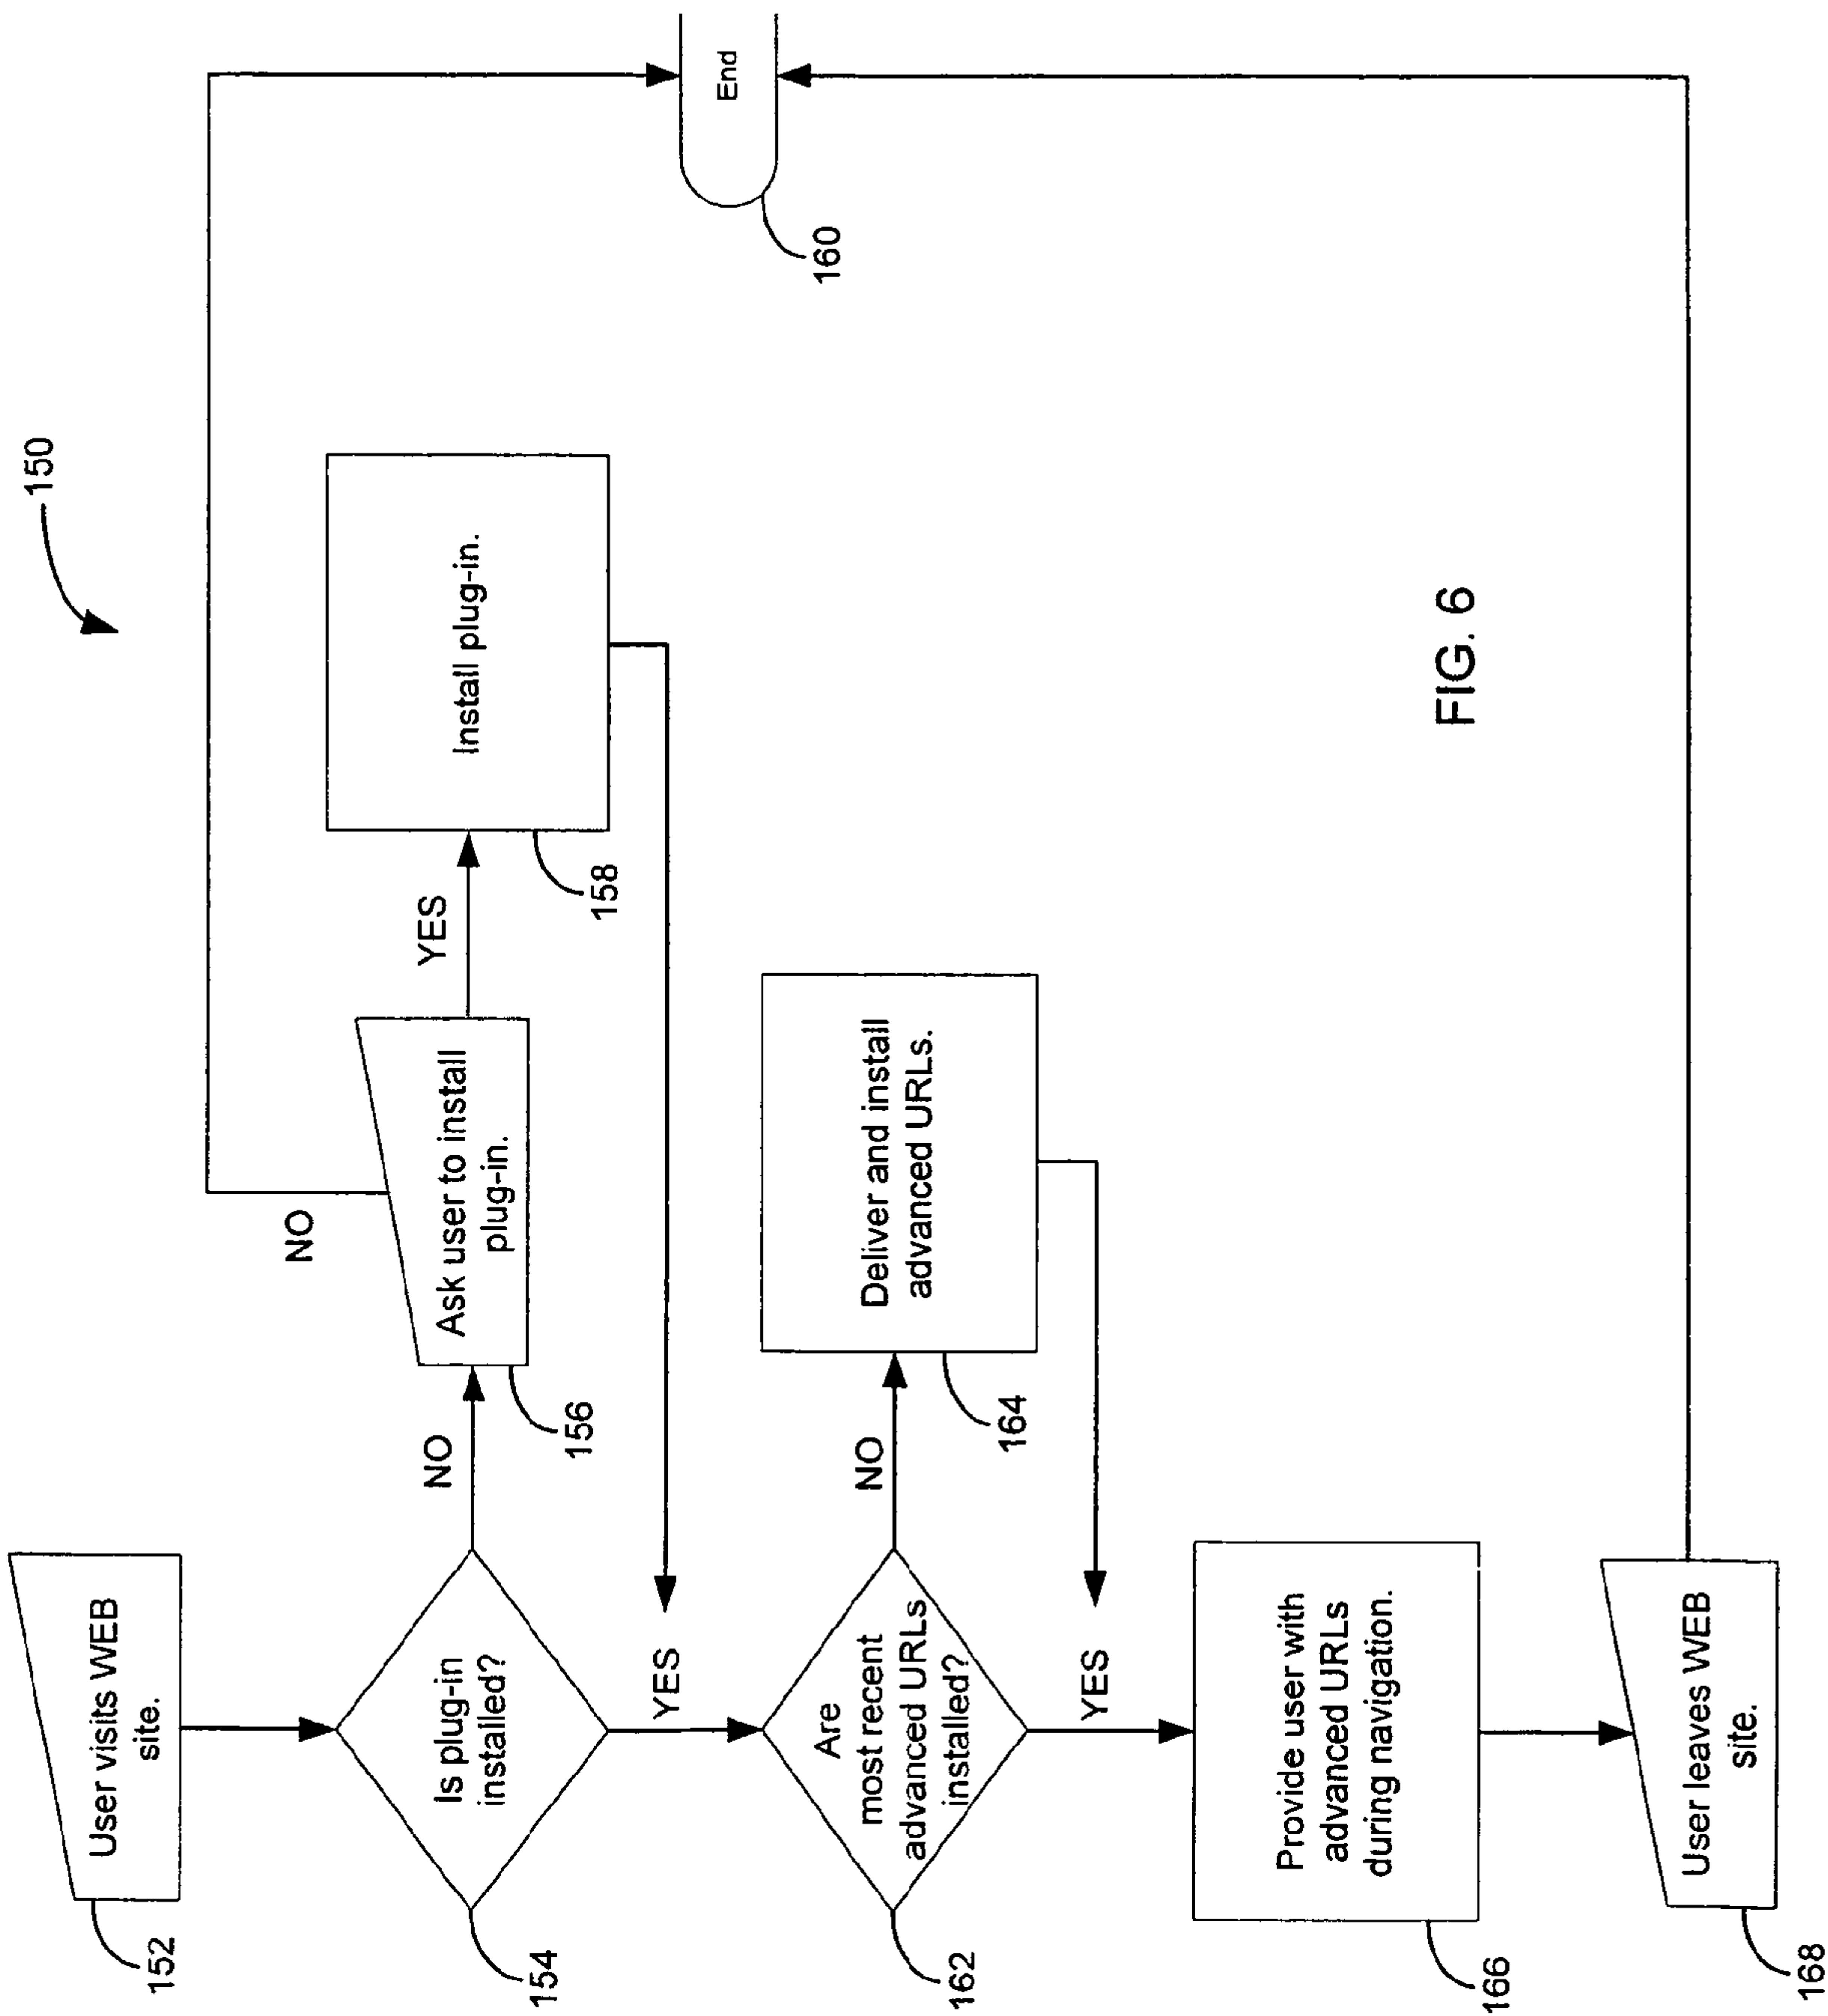 150
User visits WEB
site.
152
Is plug-in
installed?
154
NO
Ask user to install
plug-in.
156
NO
YES
Install plug-in.
158
YES
Are
most recent
advanced URLs
installed?
162
NO
Deliver and install
advanced URLs.
164
YES
Provide user with
advanced URLs
during navigation.
166
User leaves WEB
site.
168
End
160
FIG. 6